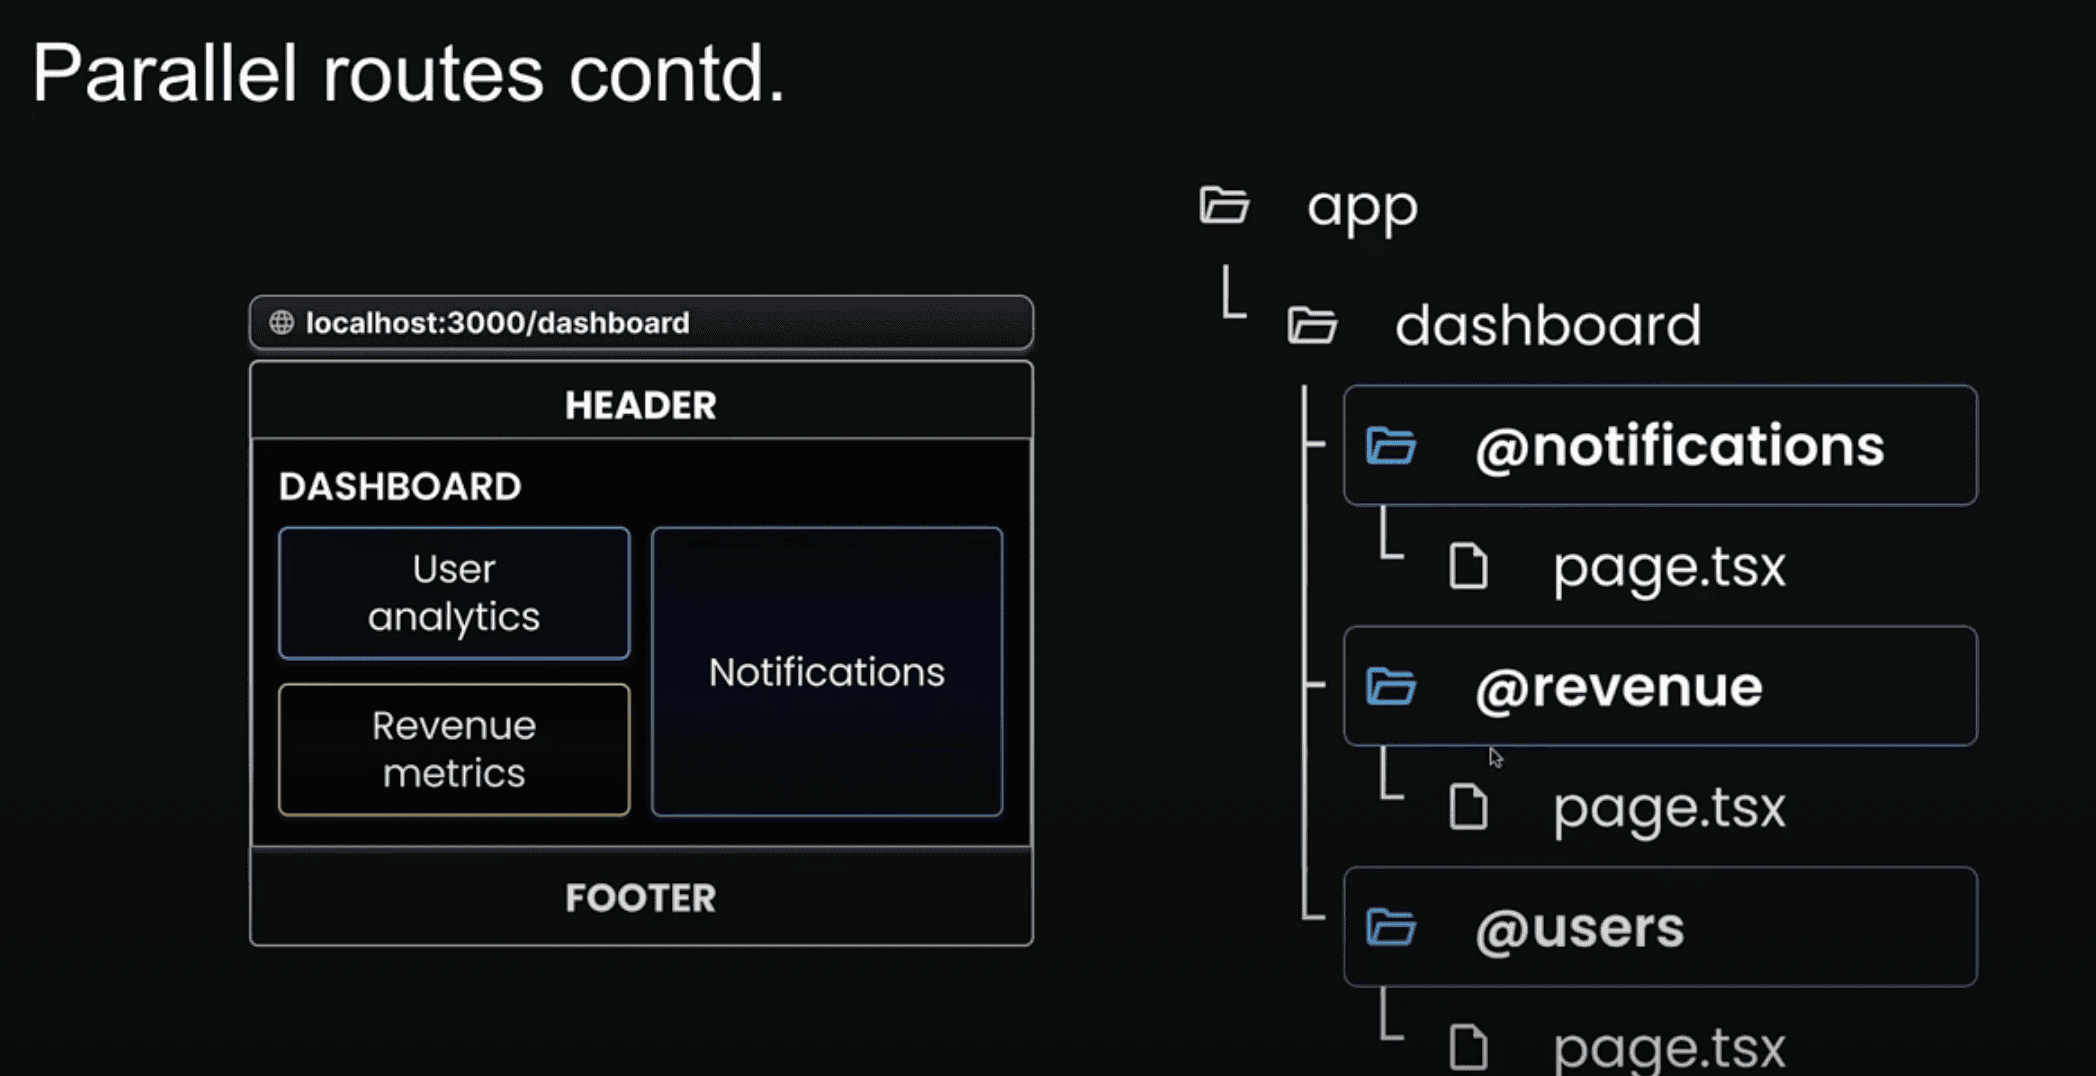 Parallel routes contd.
localhost:3000/dashboard
HEADER
DASHBOARD
User
analytics
Revenue
metrics
Notifications
FOOTER
app
dashboard
@notifications
page.tsx
@revenue
page.tsx
@users
page.tsx